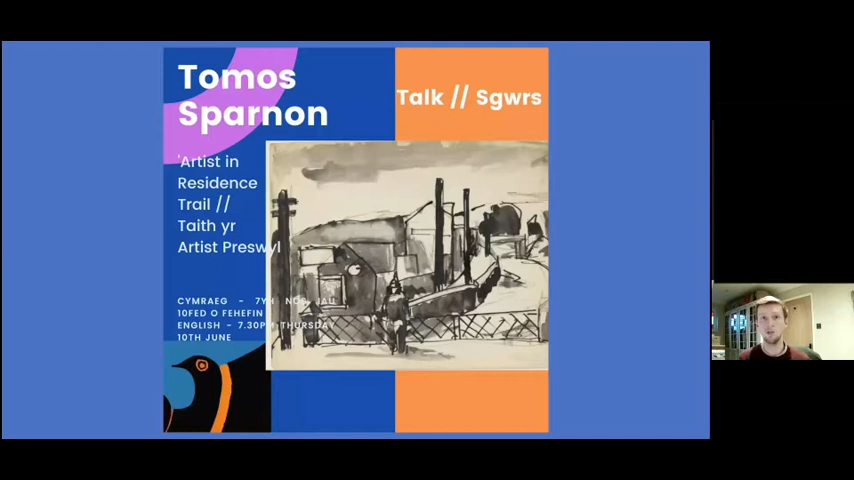 Tomos
Sparnon
Talk // Sgwrs
'Artist in
Residence
Trail //
Taith yr
Artist Preswyl
CYMRAEG - 7YH NOS IAU
10FED O FEHEFIN
ENGLISH - 7.30PM THURSDAY
10TH JUNE